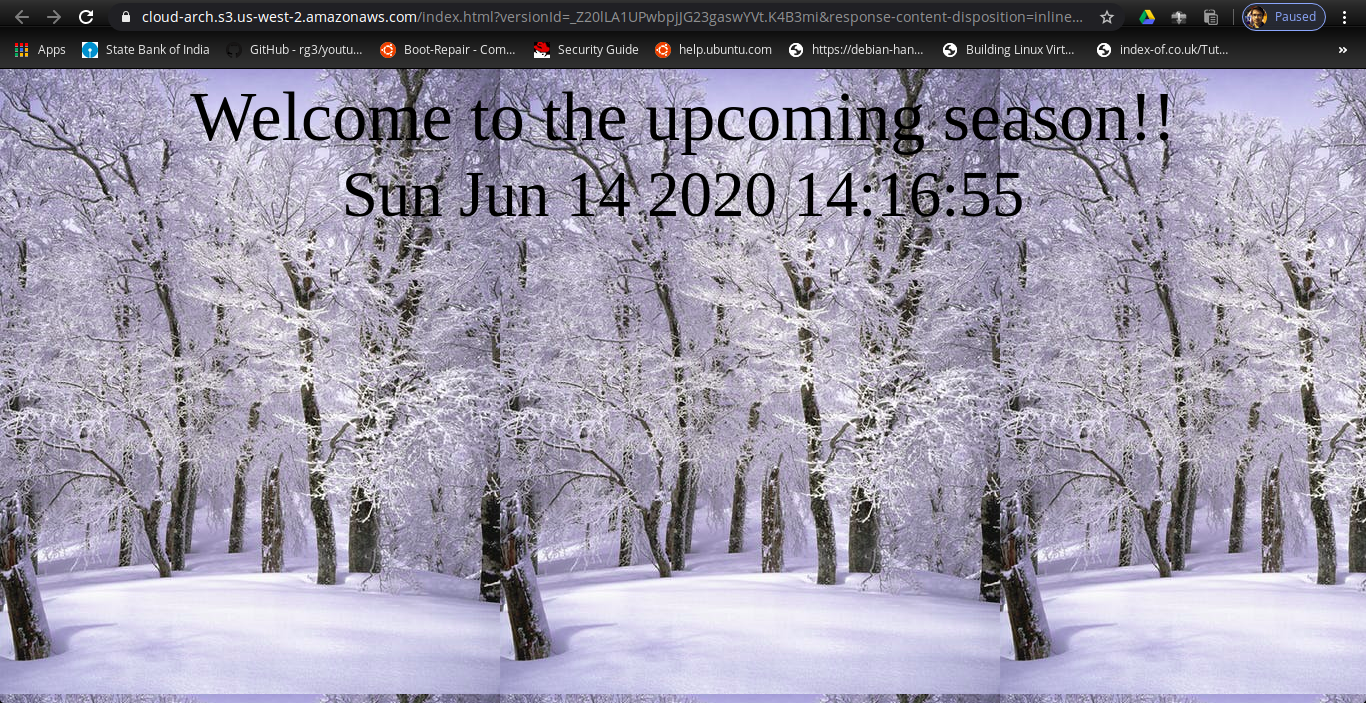 cloud-arch.s3.us-west-2.amazonaws.com/index.html?versionId=_Z20lLA1UPwbpjJG23gaswYVt.K4B3mi&response-content-disposition=inline... Paused
Apps State Bank of India GitHub - rg3/youtu... Boot-Repair - Com... Security Guide help.ubuntu.com https://debian-han... Building Linux Virt... index-of.co.uk/Tut... »
Welcome to the upcoming season!!
Sun Jun 14 2020 14:16:55